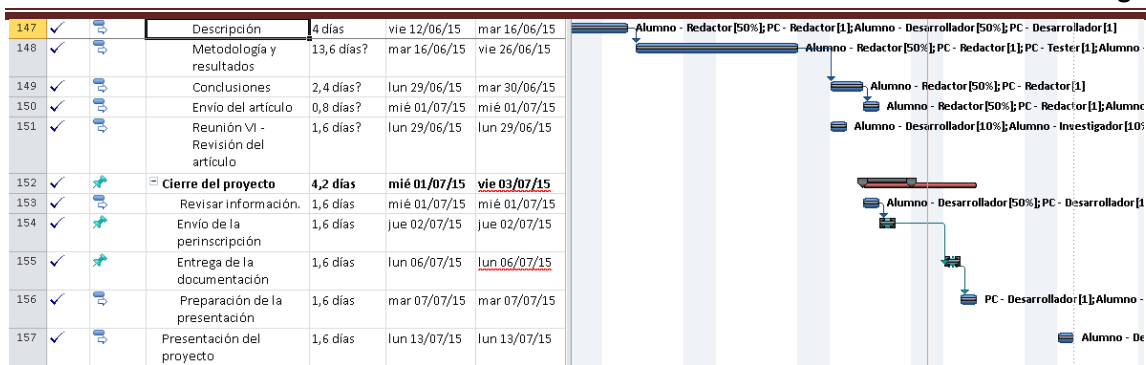 147 Descripción 4 días vie 12/06/15 mar 16/06/15 Alumno - Redactor[50%];PC - Redactor[1];Alumno - Desarrollador[50%];PC - Desarrollador[1]
148 Metodología y 13,6 días? mar 16/06/15 vie 26/06/15 Alumno - Redactor[50%];PC - Redactor[1];PC - Tester[1];Alumno -
resultados
149 Conclusiones 2,4 días? lun 29/06/15 mar 30/06/15 Alumno - Redactor[50%];PC - Redactor[1]
150 Envío del artículo 0,8 días? mié 01/07/15 mié 01/07/15 Alumno - Redactor[50%];PC - Redactor[1];Alumno
151 Reunión VI - 1,6 días? lun 29/06/15 lun 29/06/15 Alumno - Desarrollador[10%];Alumno - Investigador[10%
Revisión del
artículo
152 Cierre del proyecto 4,2 días mié 01/07/15 vie 03/07/15
153 Revisar información. 1,6 días mié 01/07/15 mié 01/07/15 Alumno - Desarrollador[50%];PC - Desarrollador[1
154 Envío de la 1,6 días jue 02/07/15 jue 02/07/15
perinscripción
155 Entrega de la 1,6 días lun 06/07/15 lun 06/07/15
documentación
156 Preparación de la 1,6 días mar 07/07/15 mar 07/07/15 PC - Desarrollador[1];Alumno -
presentación
157 Presentación del 1,6 días lun 13/07/15 lun 13/07/15 Alumno - De
proyecto